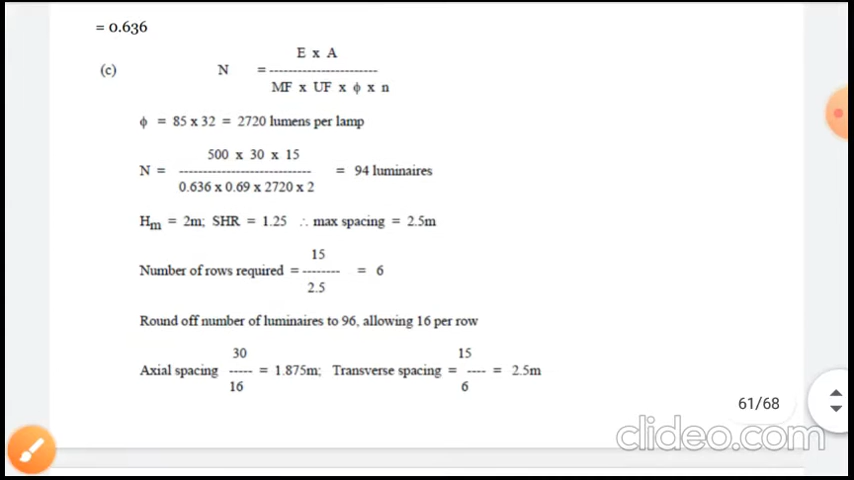 = 0.636
E x A
(c) N = ------------------------
MF x UF x ϕ x n
ϕ = 85 x 32 = 2720 lumens per lamp
500 x 30 x 15
N = ------------------------------ = 94 luminaires
0.636 x 0.69 x 2720 x 2
Hm = 2m; SHR = 1.25 ∴ max spacing = 2.5m
15
Number of rows required = -------- = 6
2.5
Round off number of luminaires to 96, allowing 16 per row
30 15
Axial spacing ----- = 1.875m; Transverse spacing = ---- = 2.5m
16 6
61/68
clideo.com